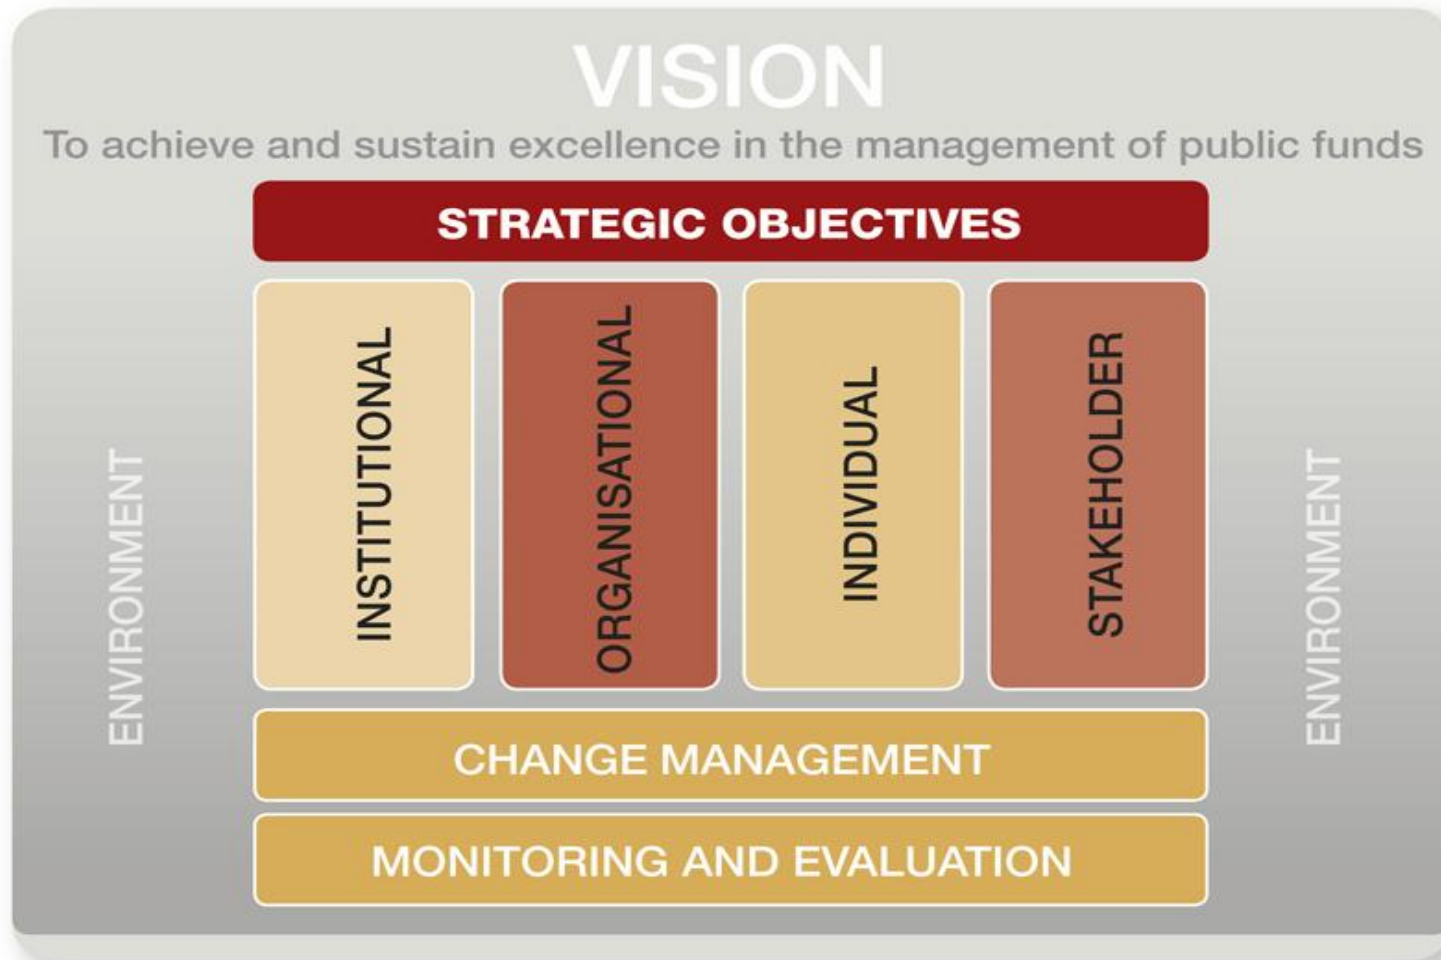 VISION
To achieve and sustain excellence in the management of public funds
STRATEGIC OBJECTIVES
ENVIRONMENT
INSTITUTIONAL
ORGANISATIONAL
INDIVIDUAL
STAKEHOLDER
ENVIRONMENT
CHANGE MANAGEMENT
MONITORING AND EVALUATION